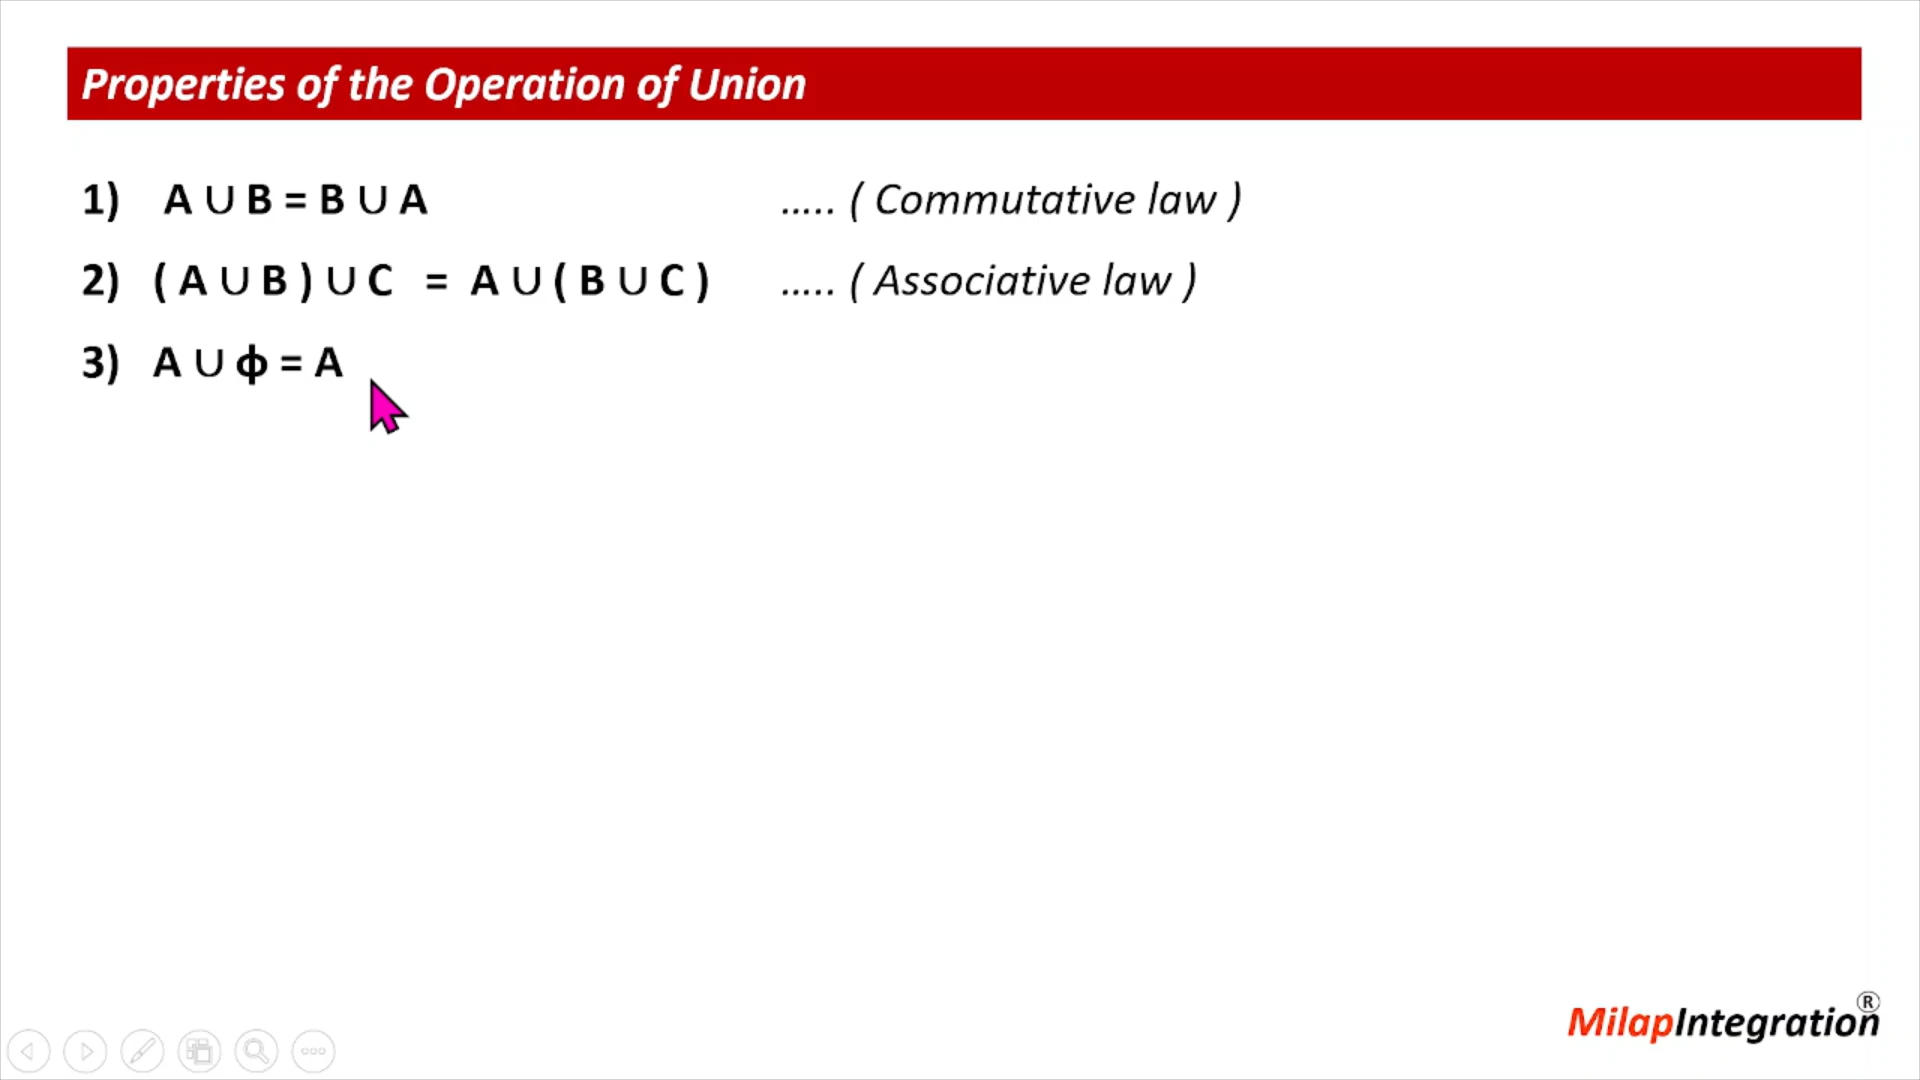 Properties of the Operation of Union
1) A ∪ B = B ∪ A ..... ( Commutative law )
2) ( A ∪ B ) ∪ C = A ∪ ( B ∪ C ) ..... ( Associative law )
3) A ∪ ϕ = A
MilapIntegration®